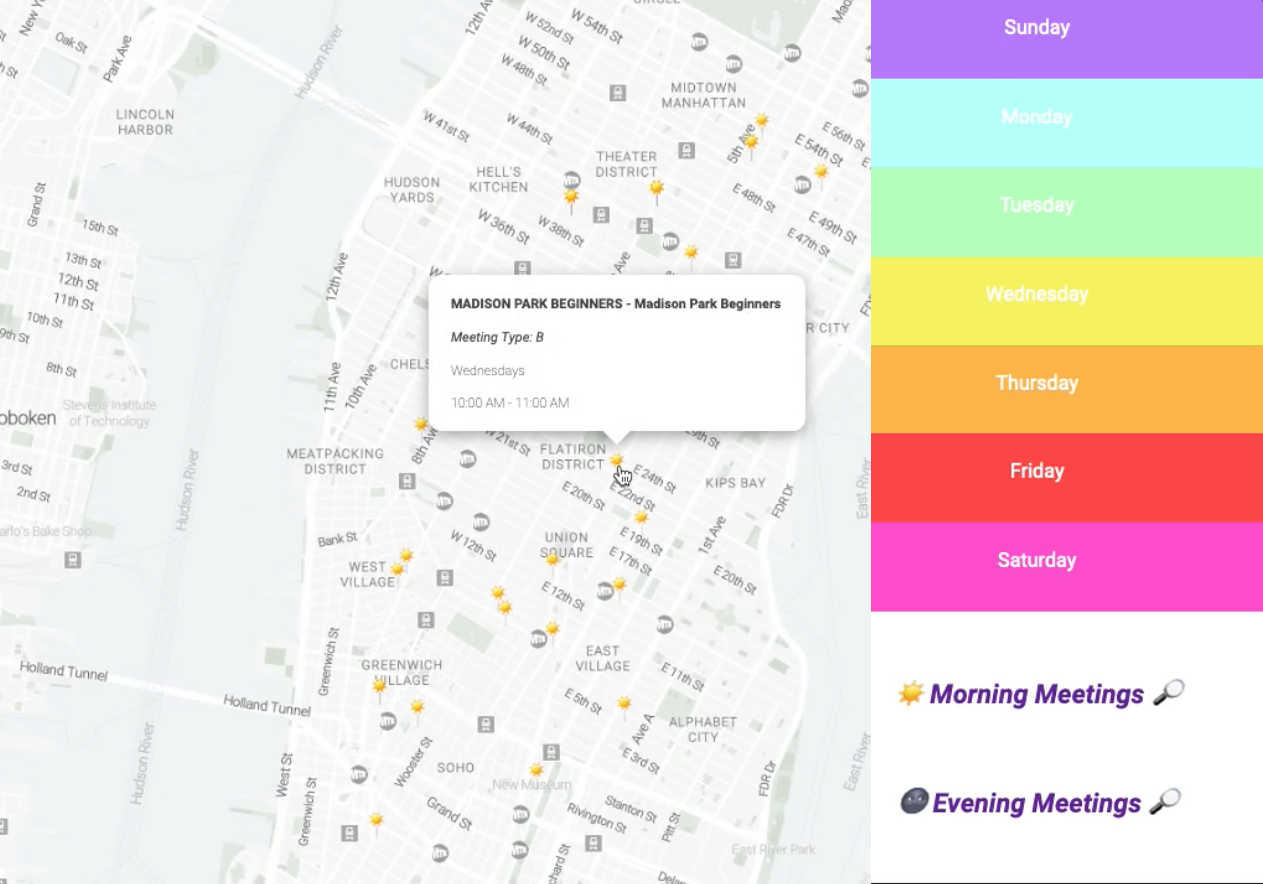 CIRCLE
12th Ave
W 54th St
W 52nd St
W 50th St
W 48th St
Oak St
Park Ave
Hudson River
MIDTOWN
MANHATTAN
LINCOLN
HARBOR
W 41st St
W 44th St
5th Ave
E 56th St
E 54th St
THEATER
DISTRICT
HELL'S
KITCHEN
HUDSON
YARDS
Grand St
E 48th St
E 49th St
E 47th St
W 36th St
W 38th St
15th St
13th St
12th St
11th St
10th St
9th St
8th St
12th Ave
MADISON PARK BEGINNERS - Madison Park Beginners
Meeting Type: B
Wednesdays
10:00 AM - 11:00 AM
R CITY
CHELS
11th Ave
10th Ave
8th Ave
Stevens Institute
of Technology
oboken
W 21st St
29th St
FLATIRON
DISTRICT
E 24th St
E 22nd St
E 20th St
MEATPACKING
DISTRICT
KIPS BAY
FDR Dr
East River
3rd St
2nd St
arlo's Bake Shop
Hudson River
Bank St
W 12th St
UNION
SQUARE
E 19th St
E 17th St
1st Ave
E 20th St
WEST
VILLAGE
E 12th St
EAST
VILLAGE
E 11th St
Greenwich St
GREENWICH
VILLAGE
Holland Tunnel
Holland Tunnel
E 5th St
Ave A
ALPHABET
CITY
E 3rd St
Hudson River
West St
Greenwich St
Wooster St
SOHO
New Museum
Grand St
Rivington St
Stanton St
Pitt St
FDR Dr
East River
East River Park
Sunday
Monday
Tuesday
Wednesday
Thursday
Friday
Saturday
Morning Meetings
Evening Meetings